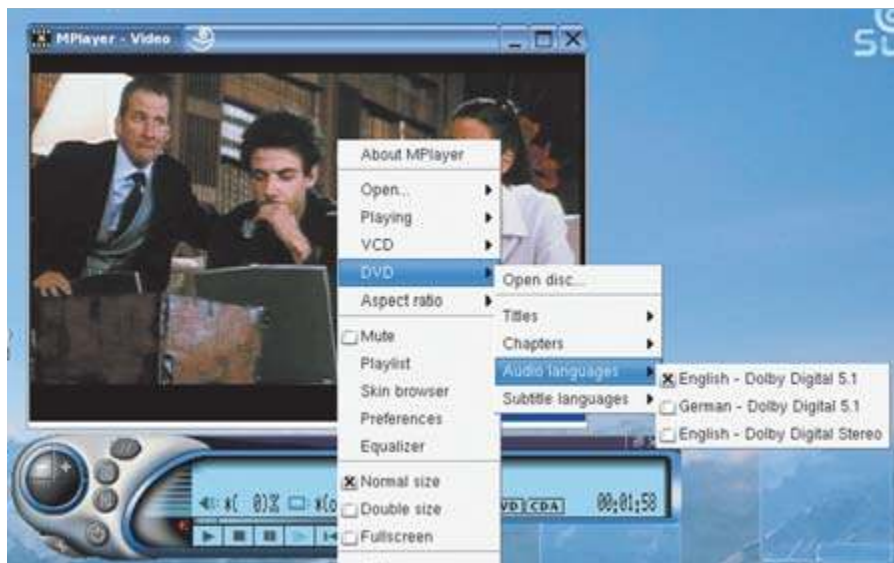 MPlayer - Video
About MPlayer
Open...
Playing
VCD
DVD
Aspect ratio
Mute
Playlist
Skin browser
Preferences
Equalizer
Normal size
Double size
Fullscreen
Open disc...
Titles
Chapters
Audio languages
Subtitle languages
English - Dolby Digital 5.1
German - Dolby Digital 5.1
English - Dolby Digital Stereo
0)%
CDA
00:01:58